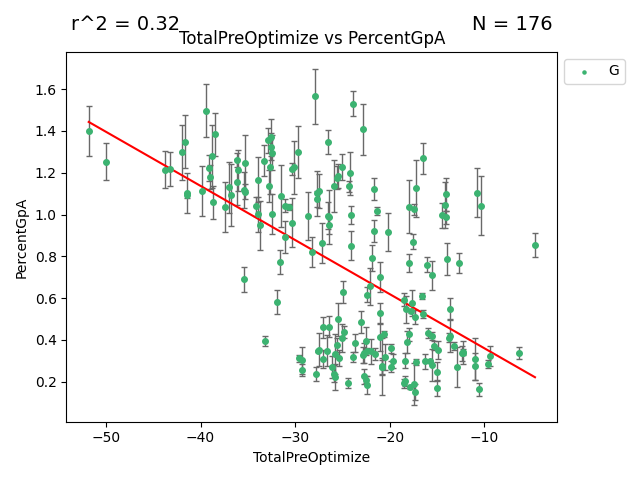 r^2 = 0.32
N = 176
TotalPreOptimize vs PercentGpA
G
PercentGpA
1.6
1.4
1.2
1.0
0.8
0.6
0.4
0.2
−50
−40
−30
−20
−10
TotalPreOptimize